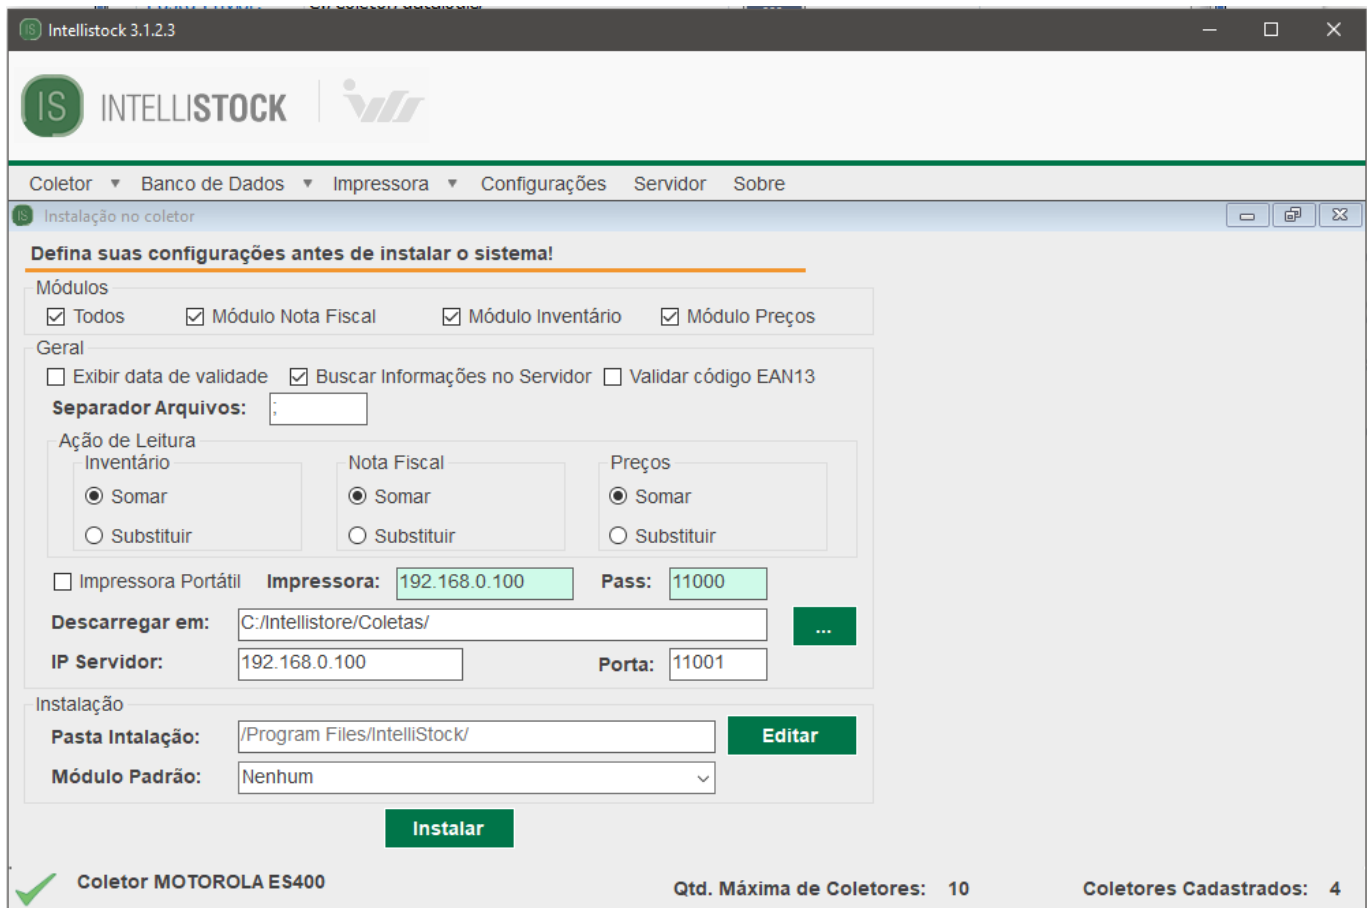 Intellistock 3.1.2.3
IS INTELLISTOCK
Coletor Banco de Dados Impressora Configurações Servidor Sobre
IS Instalação no coletor
Defina suas configurações antes de instalar o sistema!
Módulos
Todos Módulo Nota Fiscal Módulo Inventário Módulo Preços
Geral
Exibir data de validade Buscar Informações no Servidor Validar código EAN13
Separador Arquivos: ;
Ação de Leitura
Inventário Nota Fiscal Preços
Somar Somar Somar
Substituir Substituir Substituir
Impressora Portátil Impressora: 192.168.0.100 Pass: 11000
Descarregar em: C:/Intellistore/Coletas/ ...
IP Servidor: 192.168.0.100 Porta: 11001
Instalação
Pasta Intalação: /Program Files/IntelliStock/ Editar
Módulo Padrão: Nenhum
Instalar
Coletor MOTOROLA ES400
Qtd. Máxima de Coletores: 10 Coletores Cadastrados: 4